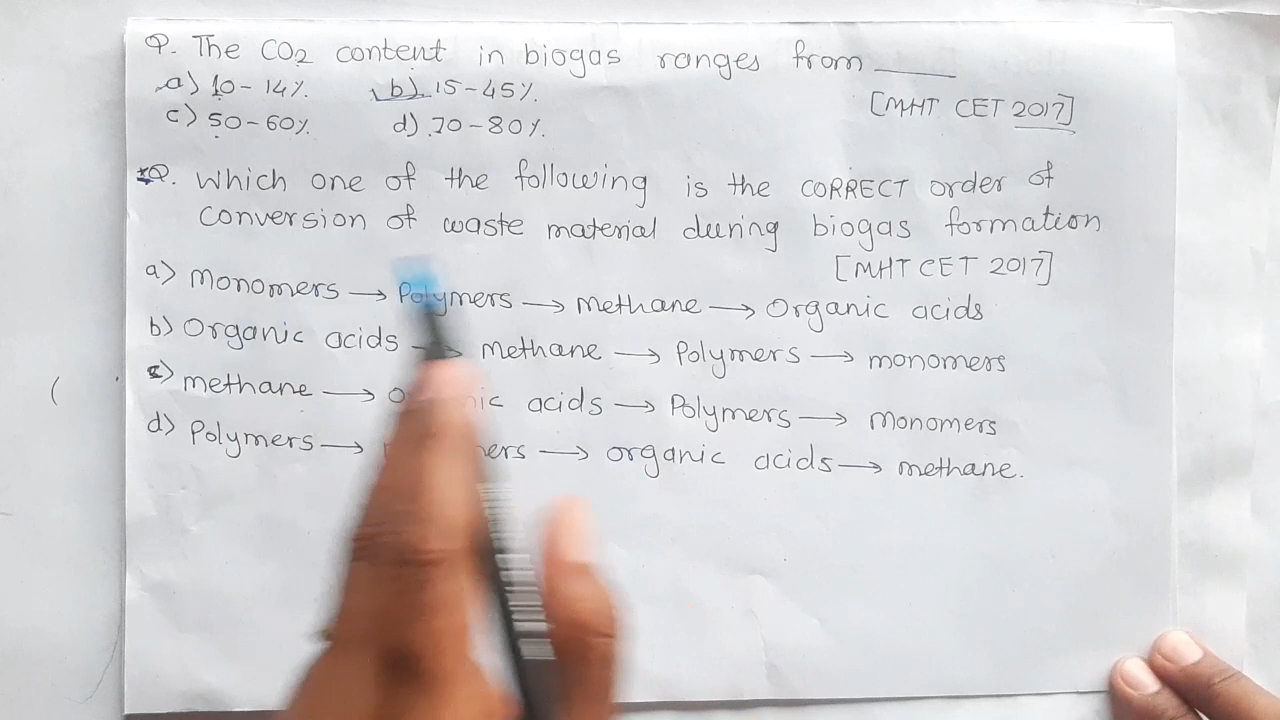 Q. The CO2 content in biogas ranges from ____
a) 10-14%. b) 15-45%.
[MHT CET 2017]
c) 50-60%. d) 70-80%.
*Q. Which one of the following is the CORRECT order of
conversion of waste material during biogas formation
[MHT CET 2017]
a) Monomers → Polymers → Methane → Organic acids
b) Organic acids → Methane → Polymers → monomers
c) methane → acids → Polymers → Monomers
d) Polymers → → organic acids → methane.